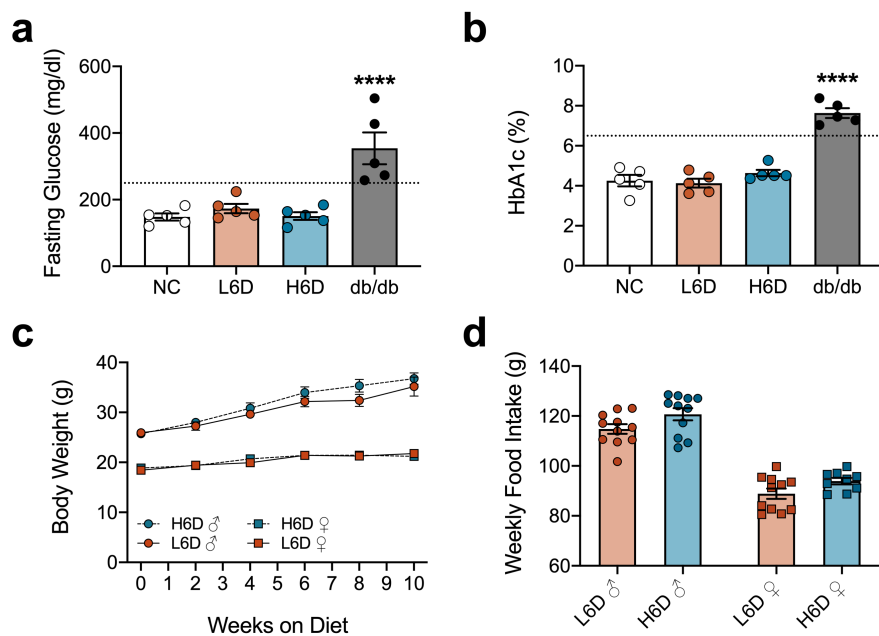 a
Fasting Glucose (mg/dl)
600
400
200
0
****
NC L6D H6D db/db
b
HbA1c (%)
10
8
6
4
2
0
****
NC L6D H6D db/db
c
Body Weight (g)
40
30
20
10
0
H6D ♂ H6D ♀
L6D ♂ L6D ♀
0 1 2 3 4 5 6 7 8 9 10
Weeks on Diet
d
Weekly Food Intake (g)
140
120
100
80
60
L6D ♂ H6D ♂ L6D ♀ H6D ♀